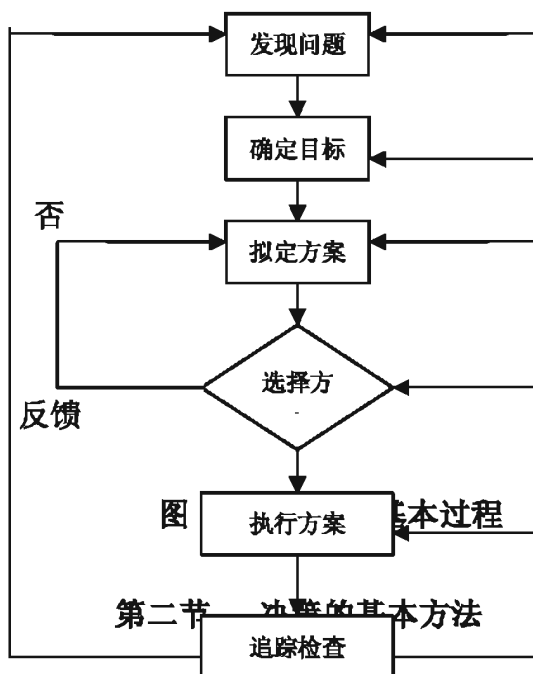 发现问题
确定目标
否
拟定方案
选择方
反馈
图 执行方案 基本过程
第二节 决策的基本方法
追踪检查